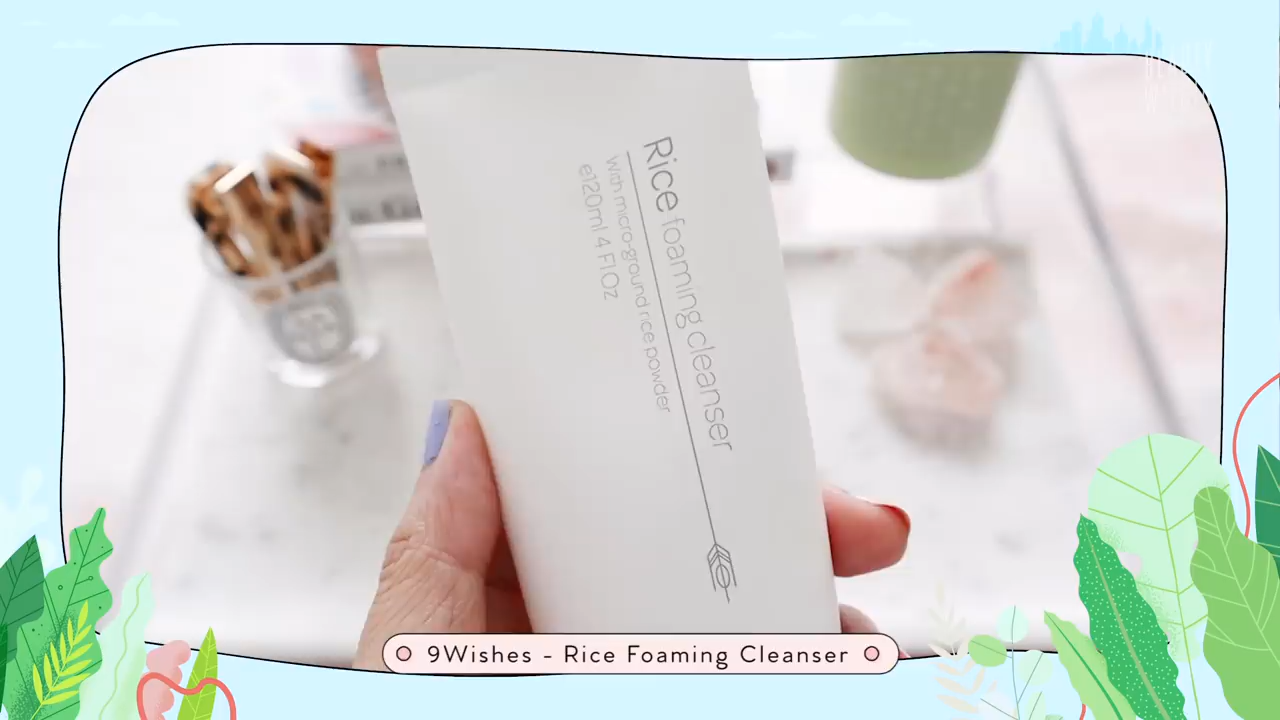 Rice foaming cleanser
With micro-ground rice powder
e120ml 4 Fl Oz
9Wishes - Rice Foaming Cleanser